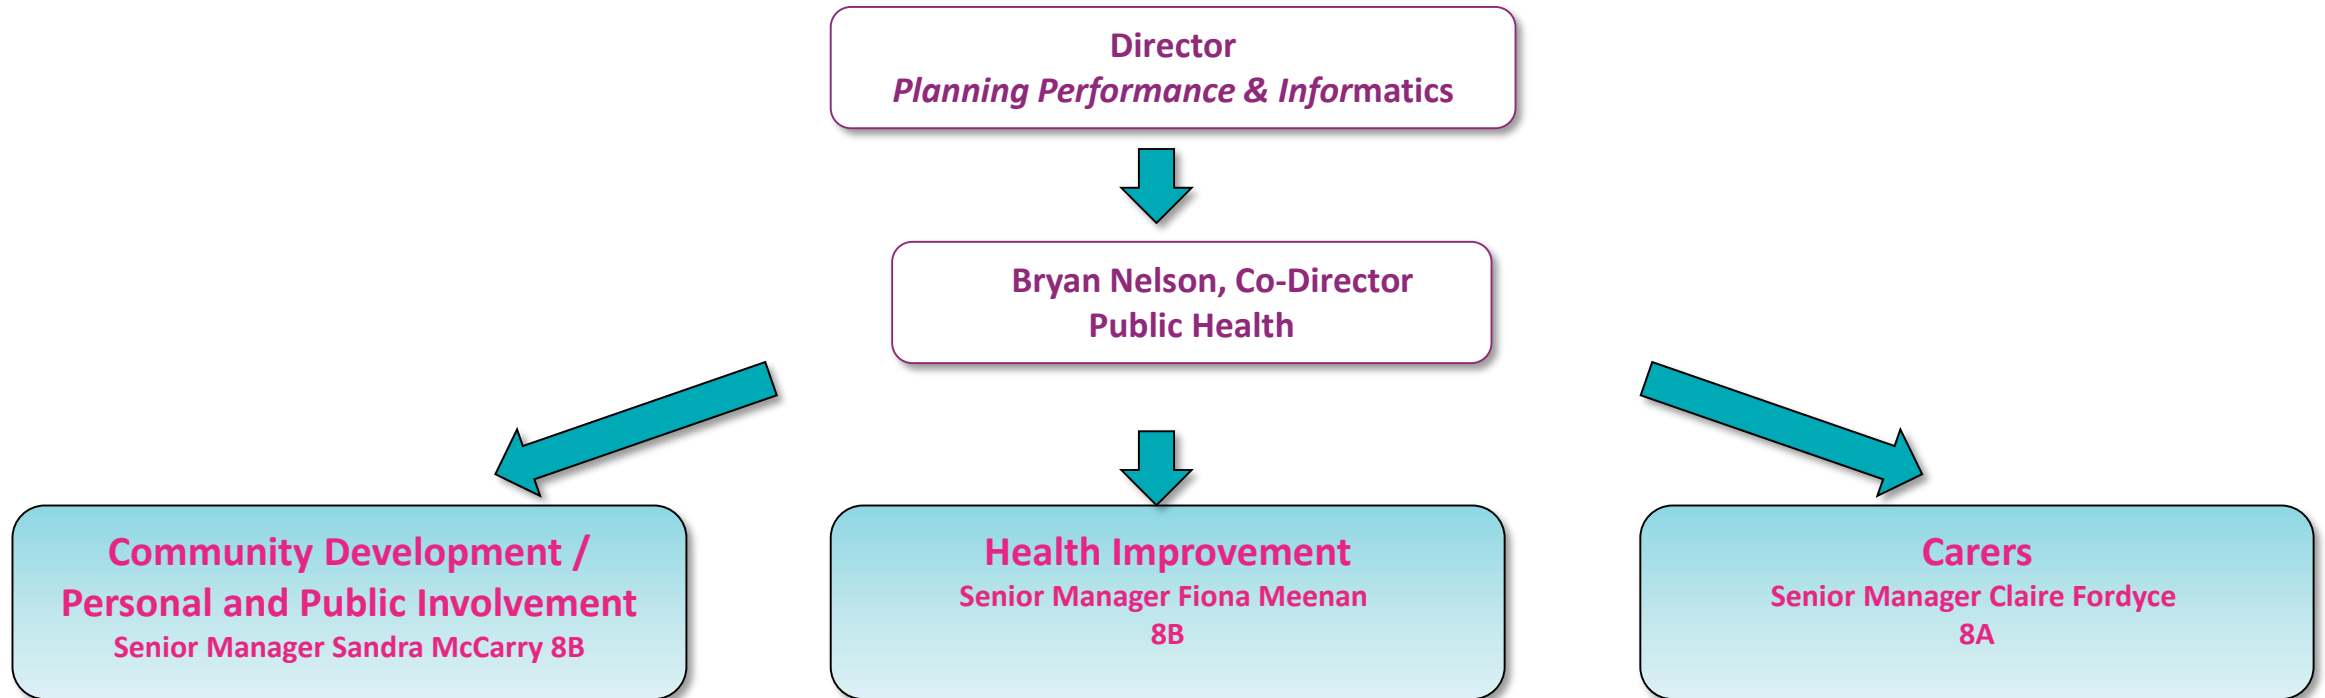 Director
Planning Performance & Informatics
Bryan Nelson, Co-Director
Public Health
Community Development /
Personal and Public Involvement
Senior Manager Sandra McCarry 8B
Health Improvement
Senior Manager Fiona Meenan
8B
Carers
Senior Manager Claire Fordyce
8A